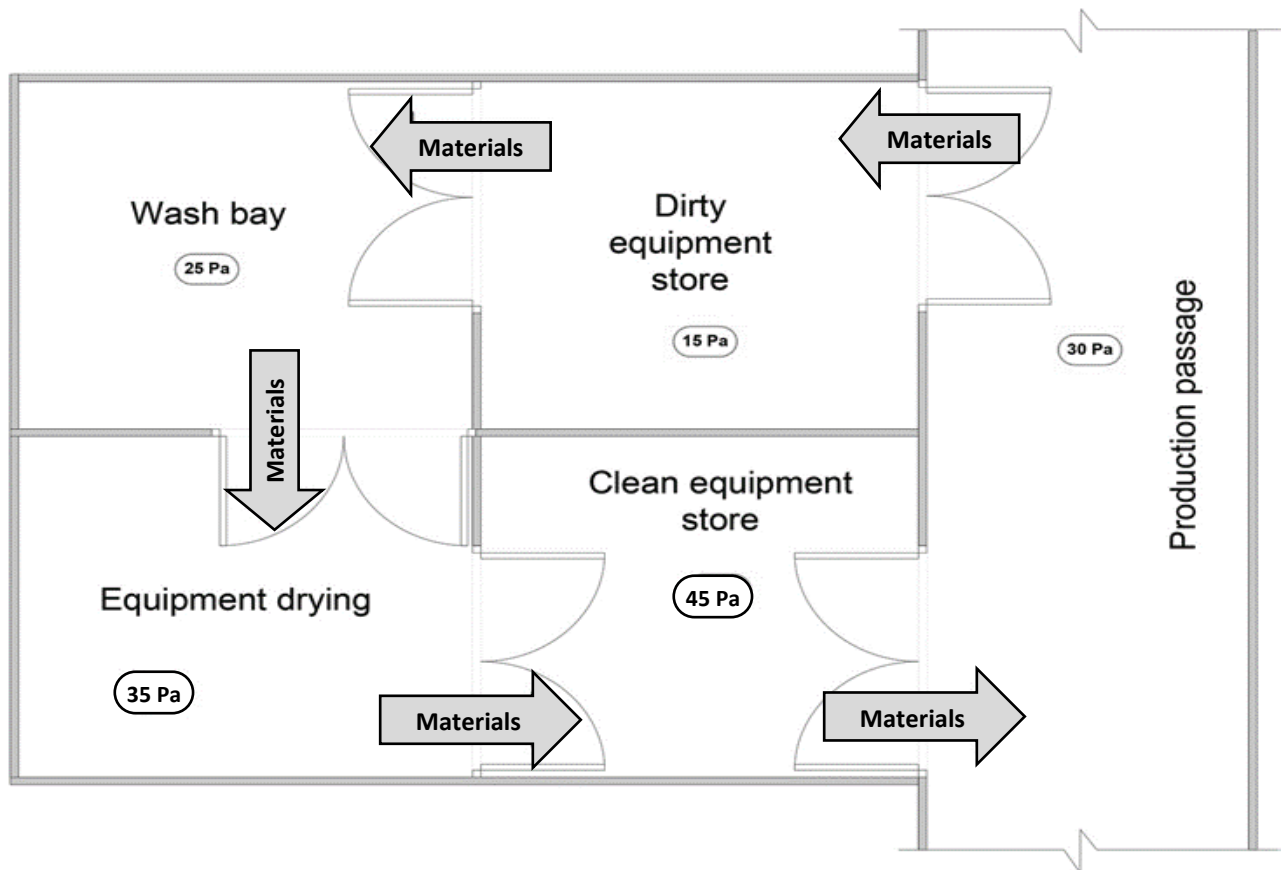 Materials
Materials
Wash bay
25 Pa
Dirty
equipment
store
15 Pa
30 Pa
Production passage
Materials
Clean equipment
store
45 Pa
Equipment drying
35 Pa
Materials
Materials